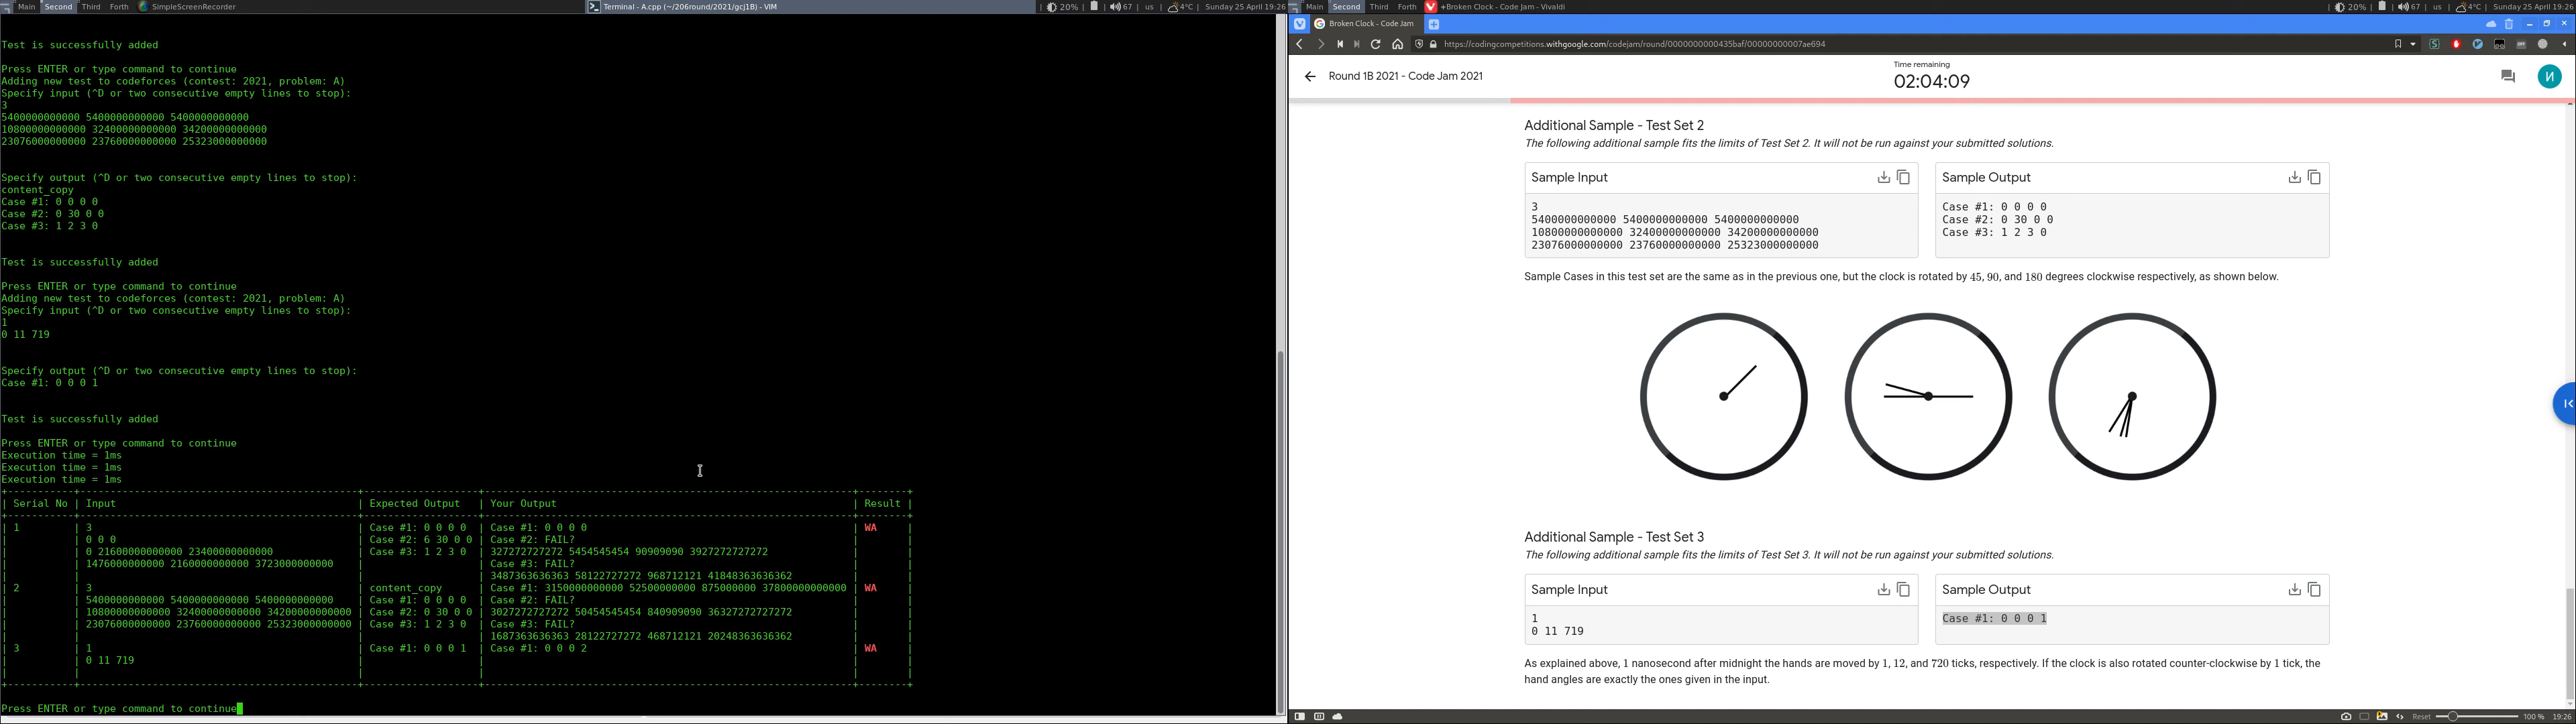 Main Second Third Forth SimpleScreenRecorder Terminal - A.cpp (~/206round/2021/gcj1B) - VIM | 20% | 67 | us | 4°C | Sunday 25 April 19:26
Test is successfully added
Press ENTER or type command to continue
Adding new test to codeforces (contest: 2021, problem: A)
Specify input (^D or two consecutive empty lines to stop):
3
5400000000000 5400000000000 5400000000000
10800000000000 32400000000000 34200000000000
23076000000000 23760000000000 25323000000000
Specify output (^D or two consecutive empty lines to stop):
content_copy
Case #1: 0 0 0 0
Case #2: 0 30 0 0
Case #3: 1 2 3 0
Test is successfully added
Press ENTER or type command to continue
Adding new test to codeforces (contest: 2021, problem: A)
Specify input (^D or two consecutive empty lines to stop):
1
0 11 719
Specify output (^D or two consecutive empty lines to stop):
Case #1: 0 0 0 1
Test is successfully added
Press ENTER or type command to continue
Execution time = 1ms
Execution time = 1ms
Execution time = 1ms
| Serial No | Input | Expected Output | Your Output | Result |
| 1 | 3 | Case #1: 0 0 0 0 | Case #1: 0 0 0 0 | WA |
| | 0 0 0 | Case #2: 6 30 0 0 | Case #2: FAIL? | |
| | 0 21600000000000 23400000000000 | Case #3: 1 2 3 0 | 327272727272 5454545454 90909090 3927272727272 | |
| | 1476000000000 2160000000000 3723000000000 | | Case #3: FAIL? | |
| | | | 3487363636363 58122727272 968712121 41848363636362 | |
| 2 | 3 | content_copy | Case #1: 3150000000000 52500000000 875000000 37800000000000 | WA |
| | 5400000000000 5400000000000 5400000000000 | Case #1: 0 0 0 0 | Case #2: FAIL? | |
| | 10800000000000 32400000000000 34200000000000 | Case #2: 0 30 0 0 | 3027272727272 50454545454 840909090 36327272727272 | |
| | 23076000000000 23760000000000 25323000000000 | Case #3: 1 2 3 0 | Case #3: FAIL? | |
| | | | 1687363636363 28122727272 468712121 20248363636362 | |
| 3 | 1 | Case #1: 0 0 0 1 | Case #1: 0 0 0 2 | WA |
| | 0 11 719 | | | |
Press ENTER or type command to continue
Main Second Third Forth +Broken Clock - Code Jam - Vivaldi | 20% | 67 | us | 4°C | Sunday 25 April 19:26
Broken Clock - Code Jam
https://codingcompetitions.withgoogle.com/codejam/round/0000000000435baf/00000000007ae694
Round 1B 2021 - Code Jam 2021
Time remaining
02:04:09
И
Additional Sample - Test Set 2
The following additional sample fits the limits of Test Set 2. It will not be run against your submitted solutions.
Sample Input
3
5400000000000 5400000000000 5400000000000
10800000000000 32400000000000 34200000000000
23076000000000 23760000000000 25323000000000
Sample Output
Case #1: 0 0 0 0
Case #2: 0 30 0 0
Case #3: 1 2 3 0
Sample Cases in this test set are the same as in the previous one, but the clock is rotated by 45, 90, and 180 degrees clockwise respectively, as shown below.
Additional Sample - Test Set 3
The following additional sample fits the limits of Test Set 3. It will not be run against your submitted solutions.
Sample Input
1
0 11 719
Sample Output
Case #1: 0 0 0 1
As explained above, 1 nanosecond after midnight the hands are moved by 1, 12, and 720 ticks, respectively. If the clock is also rotated counter-clockwise by 1 tick, the
hand angles are exactly the ones given in the input.
Reset 100 % 19:26